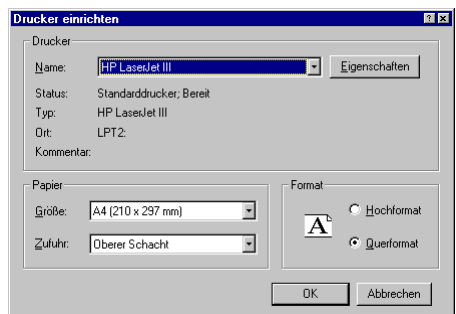 Drucker einrichten
Drucker
Name: HP LaserJet III Eigenschaften
Status: Standarddrucker; Bereit
Typ: HP LaserJet III
Ort: LPT2:
Kommentar:
Papier
Größe: A4 (210 x 297 mm)
Zufuhr: Oberer Schacht
Format
A
Hochformat
Querformat
OK Abbrechen